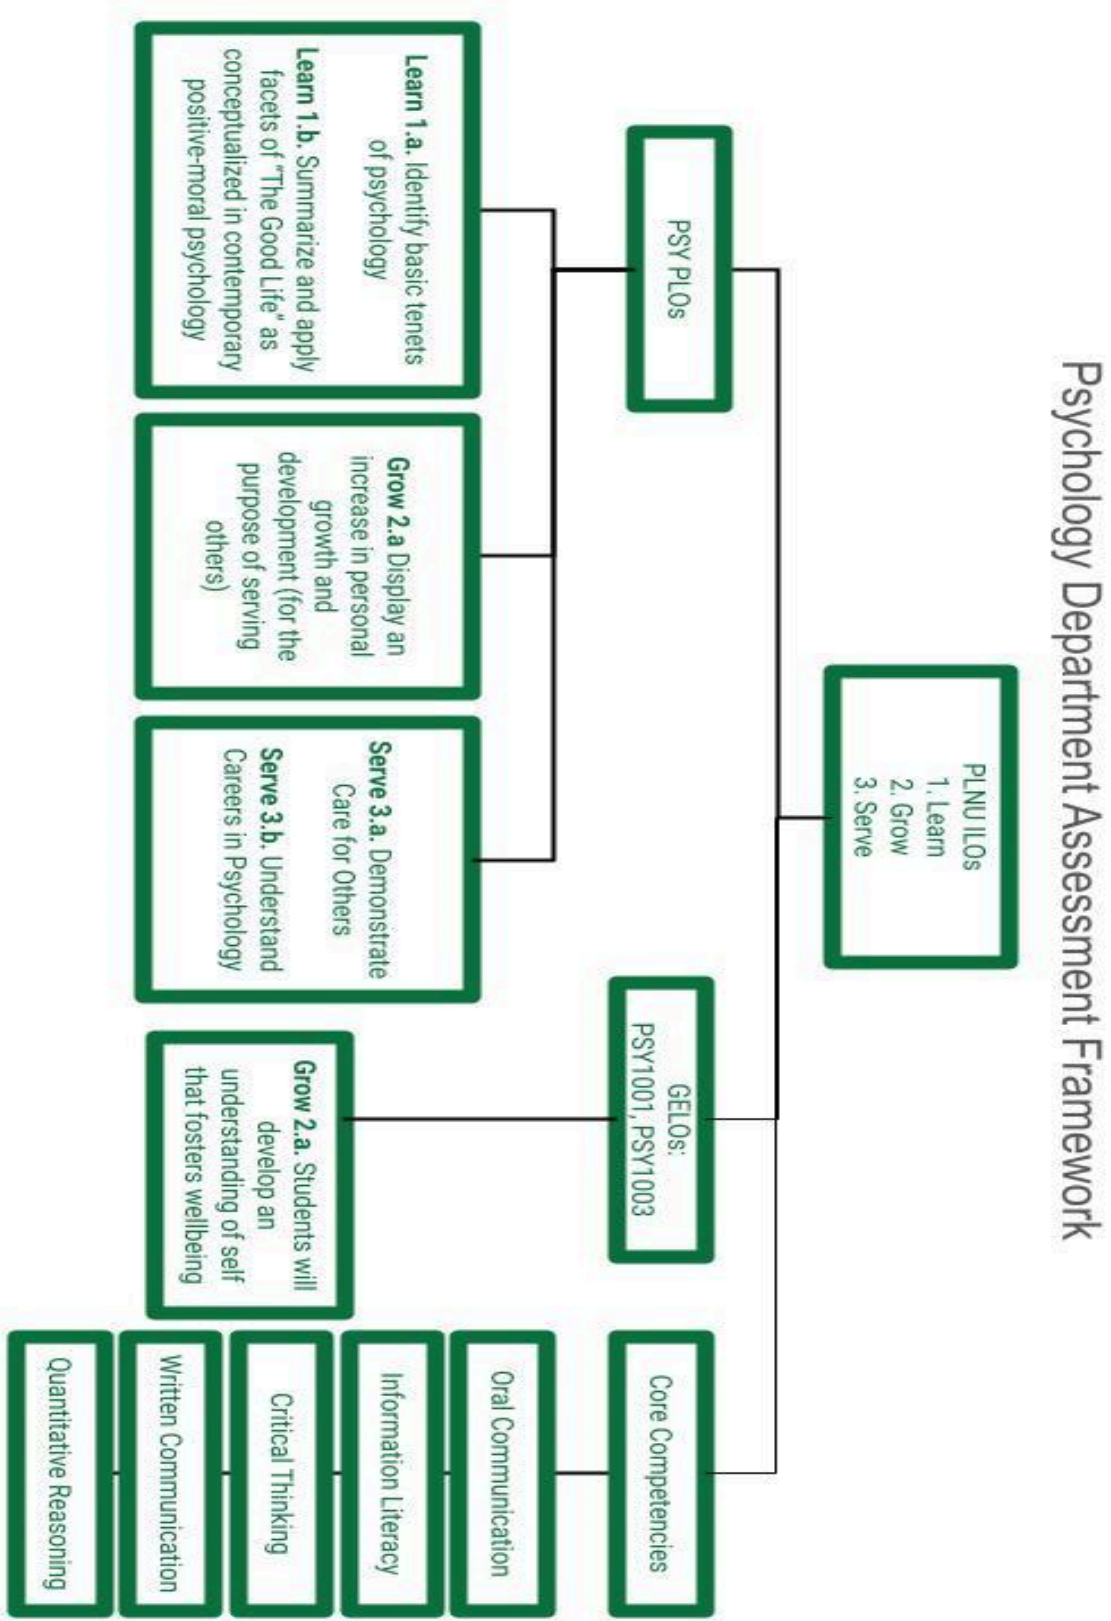 Psychology Department Assessment Framework
PLNU ILOs
1. Learn
2. Grow
3. Serve
PSY PLOs
GELOs:
PSY1001, PSY1003
Core Competencies
Learn 1.a. Identify basic tenets
of psychology
Learn 1.b. Summarize and apply
facets of "The Good Life" as
conceptualized in contemporary
positive-moral psychology
Grow 2.a Display an
increase in personal
growth and
development (for the
purpose of serving
others)
Serve 3.a. Demonstrate
Care for Others
Serve 3.b. Understand
Careers in Psychology
Grow 2.a. Students will
develop an
understanding of self
that fosters wellbeing
Oral Communication
Information Literacy
Critical Thinking
Written Communication
Quantitative Reasoning